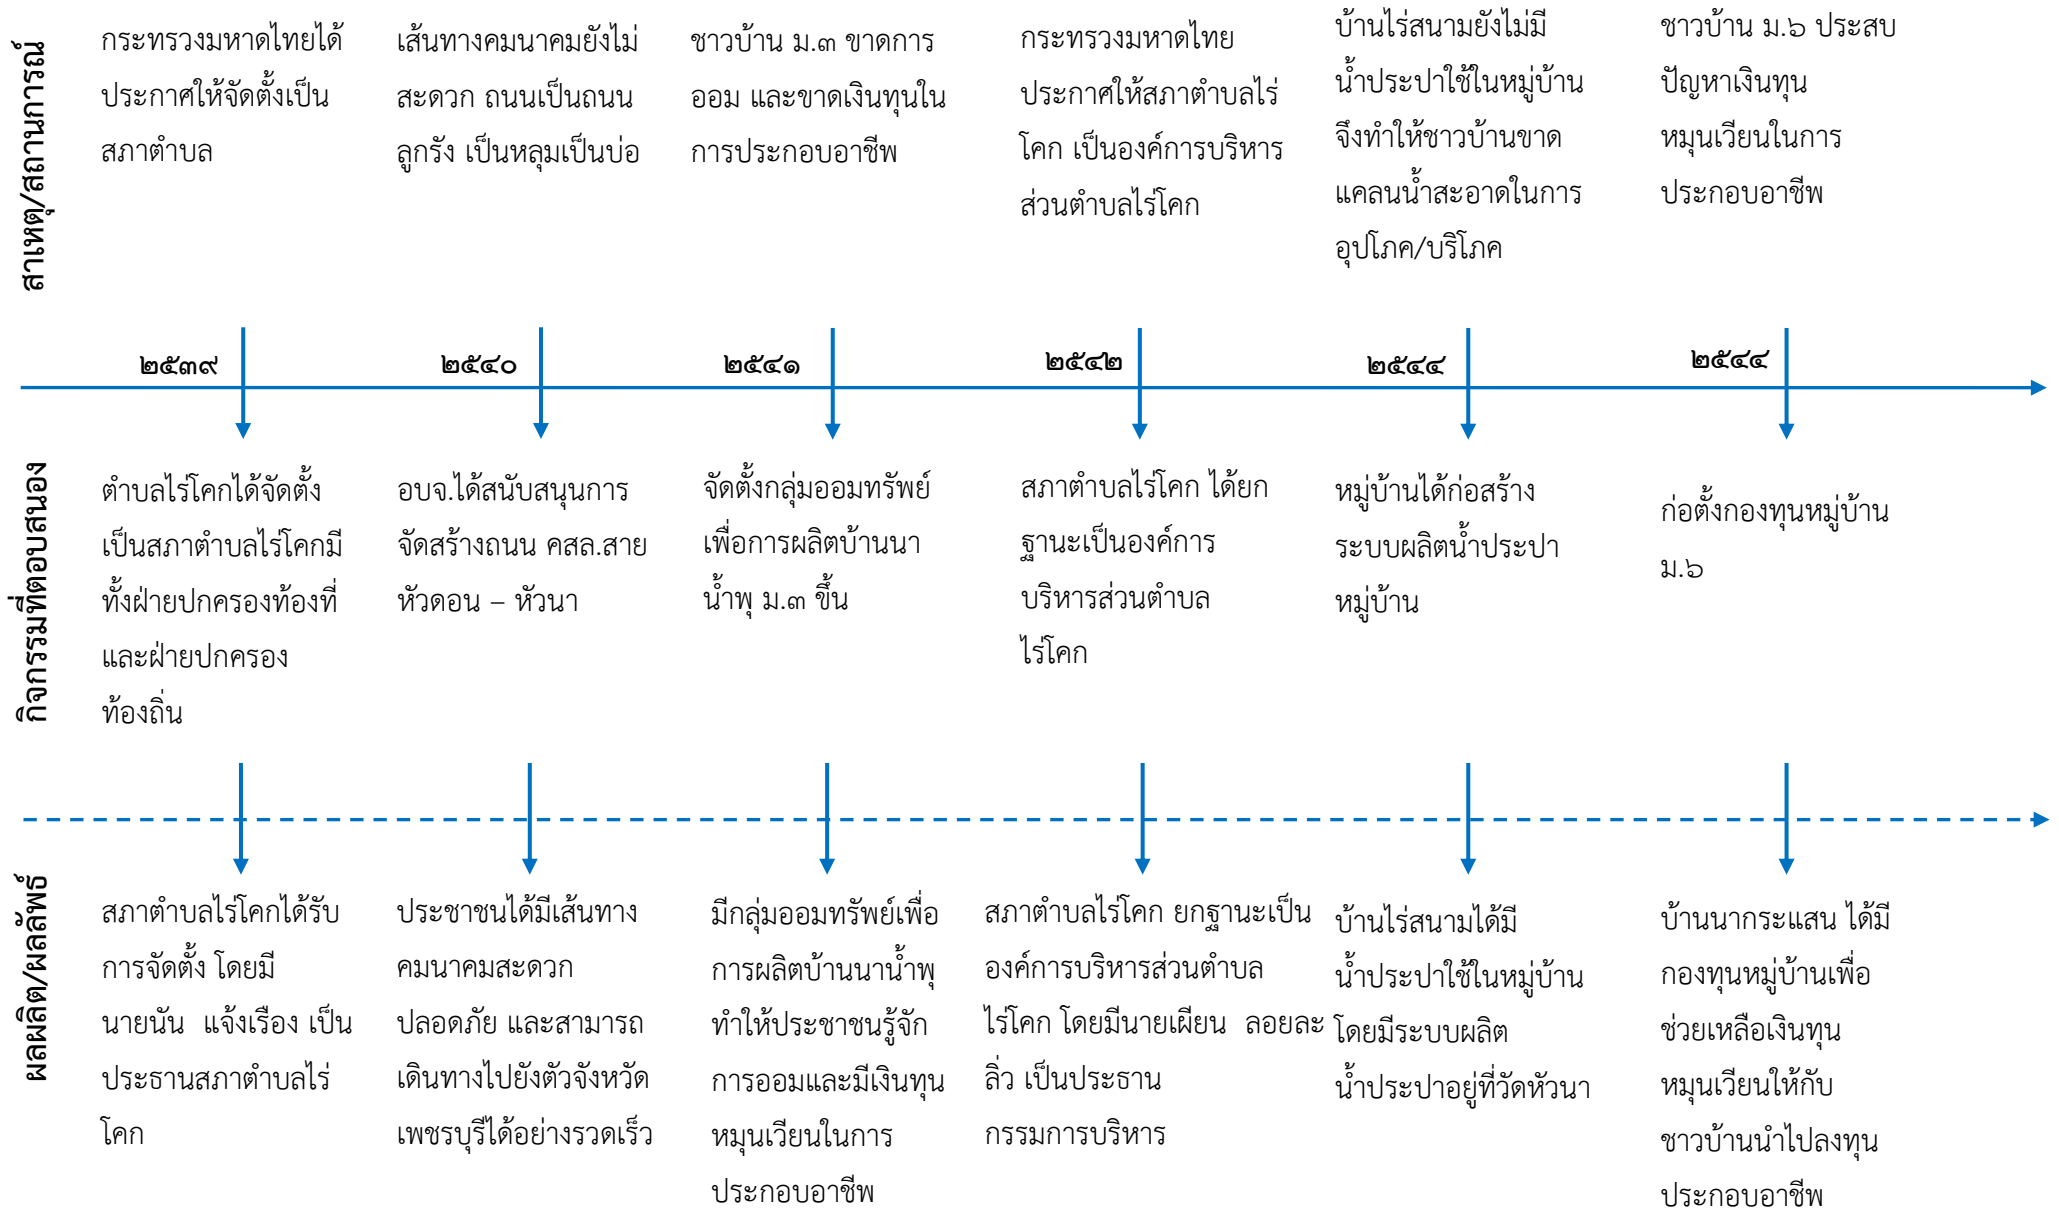 สาเหตุ/สถานการณ์
กระทรวงมหาดไทยได้
ประกาศให้จัดตั้งเป็น
สภาตำบล
เส้นทางคมนาคมยังไม่
สะดวก ถนนเป็นถนน
ลูกรัง เป็นหลุมเป็นบ่อ
ชาวบ้าน ม.๓ ขาดการ
ออม และขาดเงินทุนใน
การประกอบอาชีพ
กระทรวงมหาดไทย
ประกาศให้สภาตำบลไร่
โคก เป็นองค์การบริหาร
ส่วนตำบลไร่โคก
บ้านไร่สนามยังไม่มี
น้ำประปาใช้ในหมู่บ้าน
จึงทำให้ชาวบ้านขาด
แคลนน้ำสะอาดในการ
อุปโภค/บริโภค
ชาวบ้าน ม.๖ ประสบ
ปัญหาเงินทุน
หมุนเวียนในการ
ประกอบอาชีพ
๒๕๓๙
๒๕๔๐
๒๕๔๑
๒๕๔๒
๒๕๔๔
๒๕๔๔
กิจกรรมที่ตอบสนอง
ตำบลไร่โคกได้จัดตั้ง
เป็นสภาตำบลไร่โคกมี
ทั้งฝ่ายปกครองท้องที่
และฝ่ายปกครอง
ท้องถิ่น
อบจ.ได้สนับสนุนการ
จัดสร้างถนน คสล.สาย
หัวดอน – หัวนา
จัดตั้งกลุ่มออมทรัพย์
เพื่อการผลิตบ้านนา
น้ำพุ ม.๓ ขึ้น
สภาตำบลไร่โคก ได้ยก
ฐานะเป็นองค์การ
บริหารส่วนตำบล
ไร่โคก
หมู่บ้านได้ก่อสร้าง
ระบบผลิตน้ำประปา
หมู่บ้าน
ก่อตั้งกองทุนหมู่บ้าน
ม.๖
ผลผลิต/ผลลัพธ์
สภาตำบลไร่โคกได้รับ
การจัดตั้ง โดยมี
นายนัน แจ้งเรือง เป็น
ประธานสภาตำบลไร่
โคก
ประชาชนได้มีเส้นทาง
คมนาคมสะดวก
ปลอดภัย และสามารถ
เดินทางไปยังตัวจังหวัด
เพชรบุรีได้อย่างรวดเร็ว
มีกลุ่มออมทรัพย์เพื่อ
การผลิตบ้านนาน้ำพุ
ทำให้ประชาชนรู้จัก
การออมและมีเงินทุน
หมุนเวียนในการ
ประกอบอาชีพ
สภาตำบลไร่โคก ยกฐานะเป็น
องค์การบริหารส่วนตำบล
ไร่โคก โดยมีนายเผียน ลอยละ
ลิ่ว เป็นประธาน
กรรมการบริหาร
บ้านไร่สนามได้มี
น้ำประปาใช้ในหมู่บ้าน
โดยมีระบบผลิต
น้ำประปาอยู่ที่วัดหัวนา
บ้านนากระแสน ได้มี
กองทุนหมู่บ้านเพื่อ
ช่วยเหลือเงินทุน
หมุนเวียนให้กับ
ชาวบ้านนำไปลงทุน
ประกอบอาชีพ